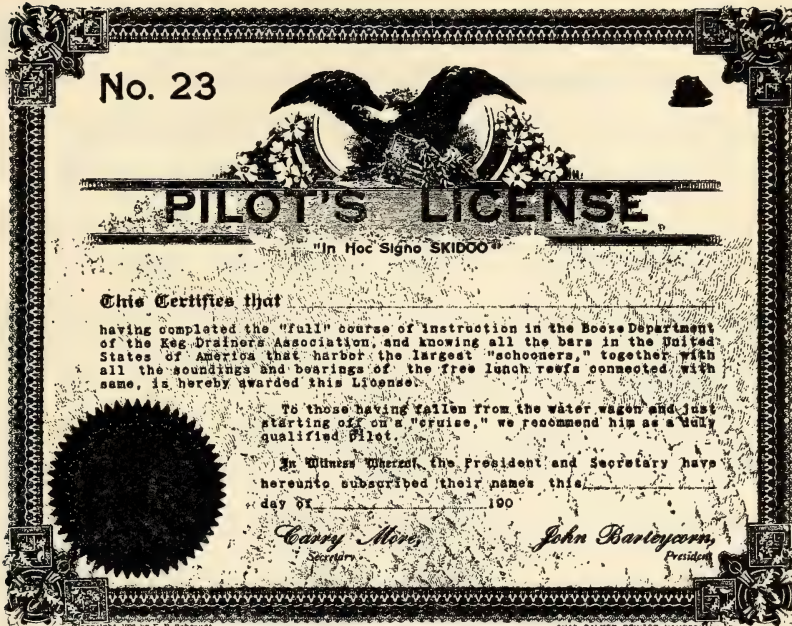 No. 23
PILOT'S LICENSE
"In Hoc Signo SKIDOO"
This Certifies that
having completed the "full" course of instruction in the Booze Department
of the Keg Drainers Association, and knowing all the bars in the United
States of America that harbor the largest "schooners," together with
all the soundings and bearings of the free lunch reefs connected with
same, is hereby awarded this License.
To those having fallen from the water wagon and just
starting off on a "cruise," we recommend him as a duly
qualified Pilot.
In Witness Whereof, the President and Secretary have
hereunto subscribed their names this
day of 190
Carry More, John Barleycorn,
Secretary President